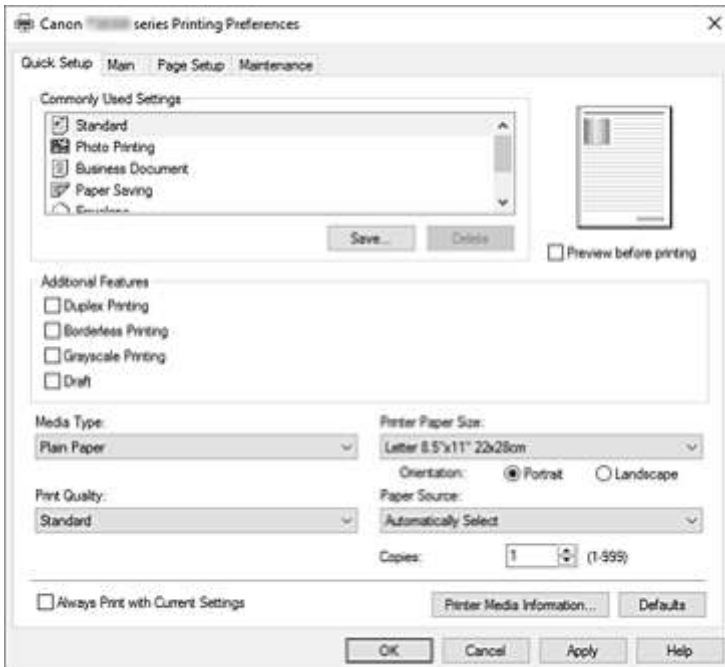 Canon series Printing Preferences
Quick Setup Main Page Setup Maintenance
Commonly Used Settings
Standard
Photo Printing
Business Document
Paper Saving
Envelope
Save... Delete
Preview before printing
Additional Features
Duplex Printing
Borderless Printing
Grayscale Printing
Draft
Media Type: Printer Paper Size:
Plain Paper Letter 8.5"x11" 22x28cm
Orientation: Portrait Landscape
Print Quality: Paper Source:
Standard Automatically Select
Copies: 1 (1-999)
Always Print with Current Settings Printer Media Information... Defaults
OK Cancel Apply Help